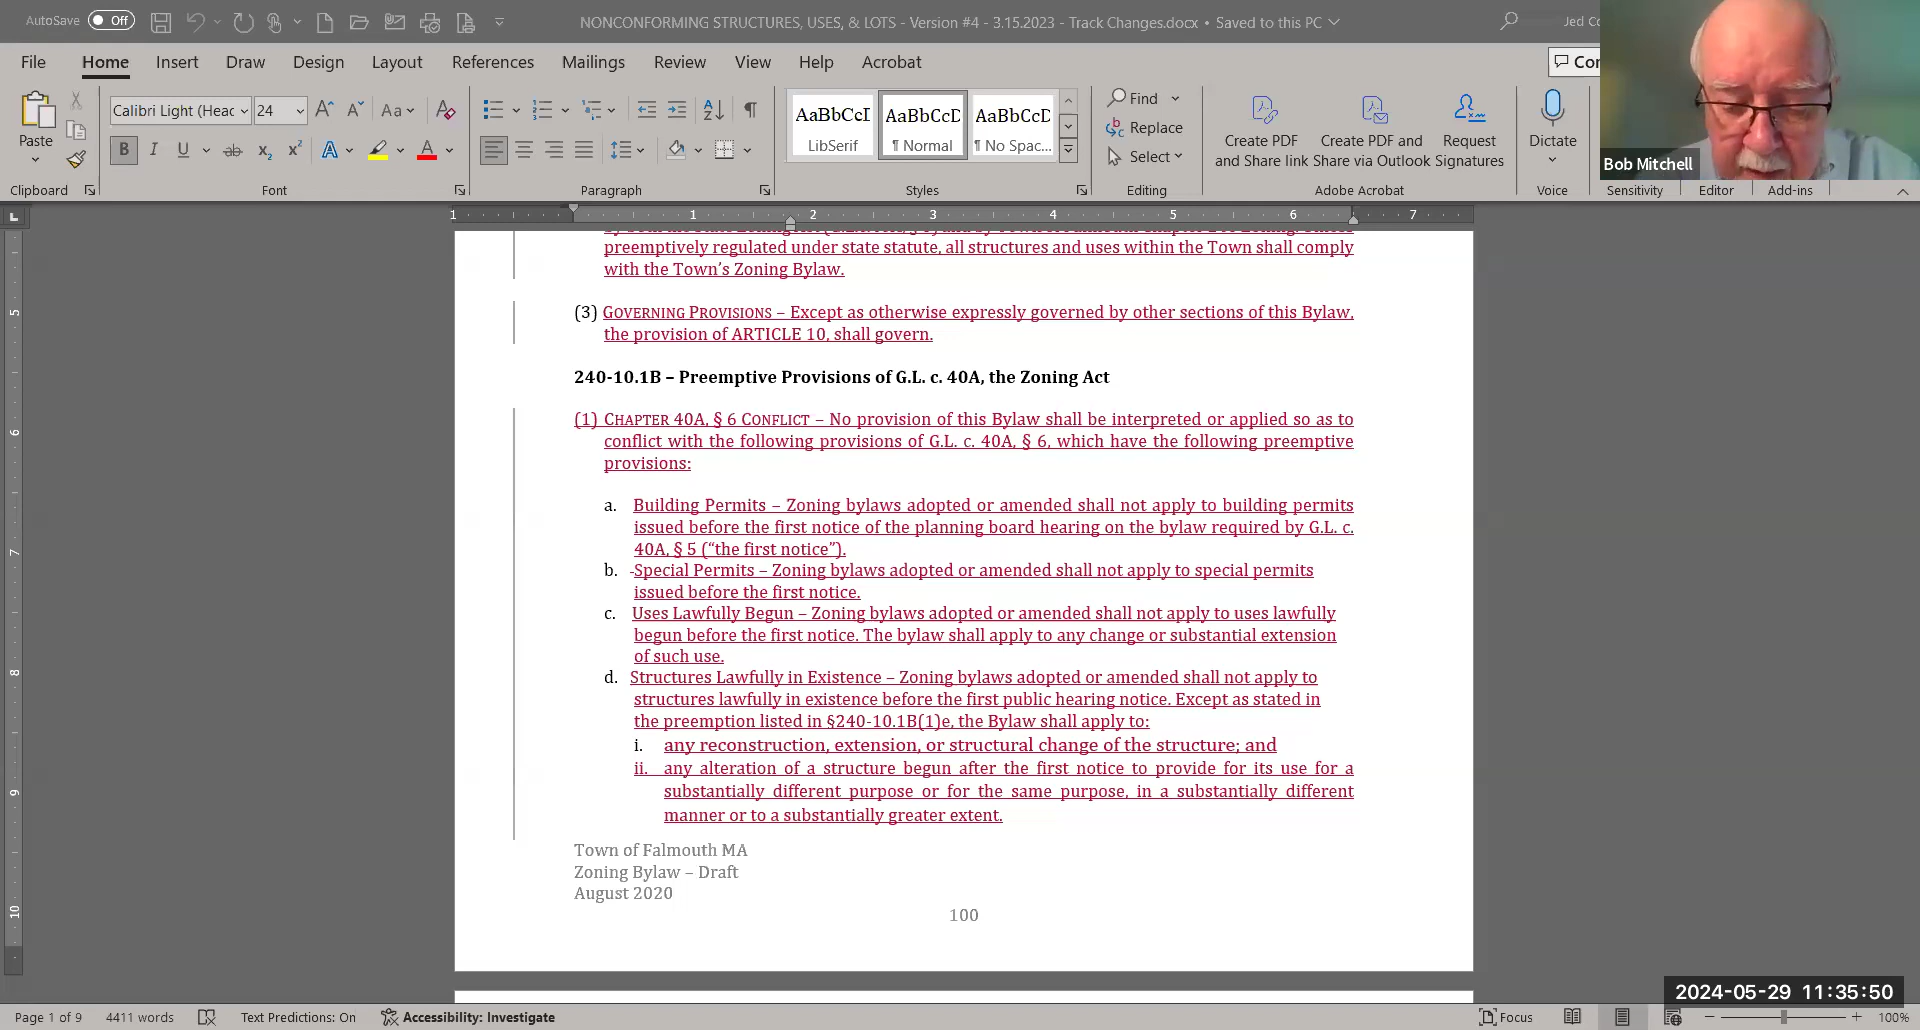 AutoSave Off
NONCONFORMING STRUCTURES, USES, & LOTS - Version #4 - 3.15.2023 - Track Changes.docx • Saved to this PC
Jed Co
File Home Insert Draw Design Layout References Mailings Review View Help Acrobat
Paste
Calibri Light (Head 24 Aa
AaBbCcI AaBbCcD AaBbCcD
LibSerif ¶ Normal ¶ No Spac...
Find
Replace
Select
Create PDF
and Share link
Create PDF and
Share via Outlook
Request
Signatures
Dictate
Bob Mitchell
Clipboard Font Paragraph Styles Editing Adobe Acrobat Voice Sensitivity Editor Add-ins
1 1 2 3 4 5 6 7
preemptively regulated under state statute, all structures and uses within the Town shall comply
with the Town's Zoning Bylaw.
(3) GOVERNING PROVISIONS – Except as otherwise expressly governed by other sections of this Bylaw,
the provision of ARTICLE 10, shall govern.
240-10.1B – Preemptive Provisions of G.L. c. 40A, the Zoning Act
(1) CHAPTER 40A, § 6 CONFLICT – No provision of this Bylaw shall be interpreted or applied so as to
conflict with the following provisions of G.L. c. 40A, § 6, which have the following preemptive
provisions:
a. Building Permits – Zoning bylaws adopted or amended shall not apply to building permits
issued before the first notice of the planning board hearing on the bylaw required by G.L. c.
40A, § 5 (“the first notice”).
b. -Special Permits – Zoning bylaws adopted or amended shall not apply to special permits
issued before the first notice.
c. Uses Lawfully Begun – Zoning bylaws adopted or amended shall not apply to uses lawfully
begun before the first notice. The bylaw shall apply to any change or substantial extension
of such use.
d. Structures Lawfully in Existence – Zoning bylaws adopted or amended shall not apply to
structures lawfully in existence before the first public hearing notice. Except as stated in
the preemption listed in §240-10.1B(1)e, the Bylaw shall apply to:
i. any reconstruction, extension, or structural change of the structure; and
ii. any alteration of a structure begun after the first notice to provide for its use for a
substantially different purpose or for the same purpose, in a substantially different
manner or to a substantially greater extent.
Town of Falmouth MA
Zoning Bylaw – Draft
August 2020
100
5
6
7
8
9
10
2024-05-29 11:35:50
Page 1 of 9 4411 words Text Predictions: On Accessibility: Investigate Focus 100%